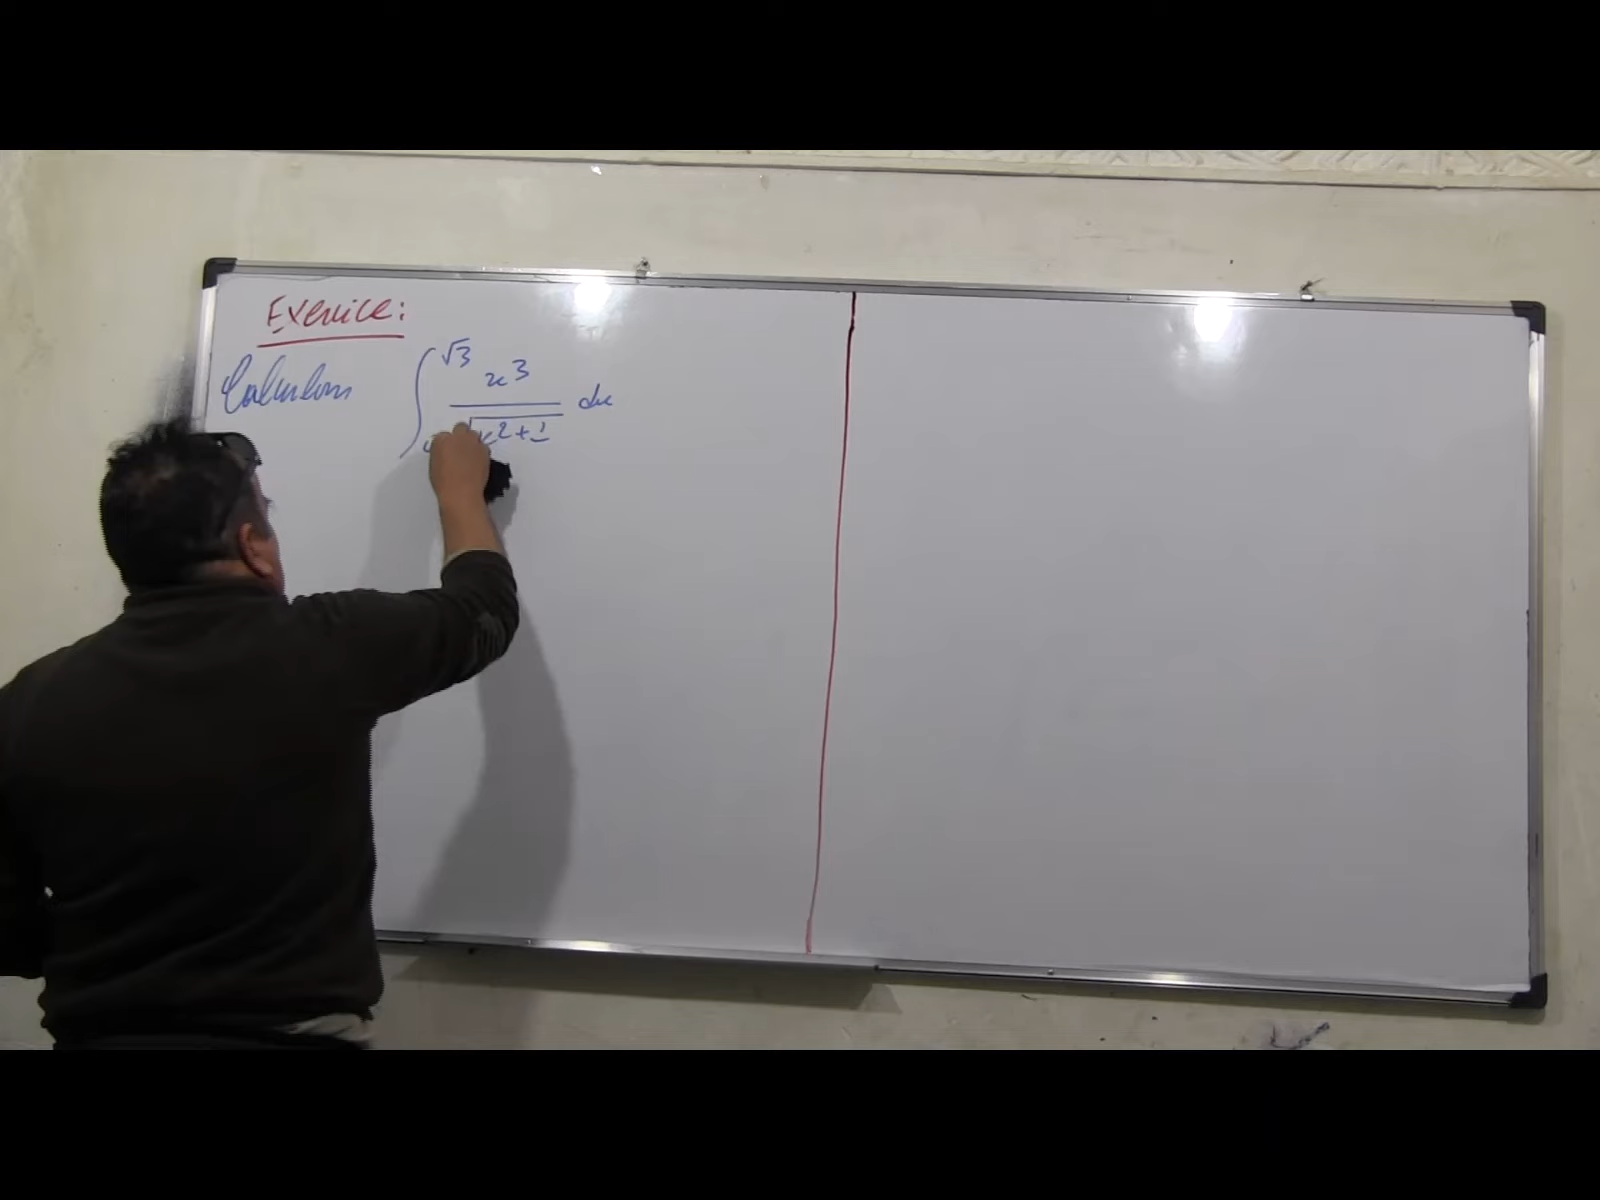 Exercice:
Calculons ∫ √3 x3 / √x2+1 dx